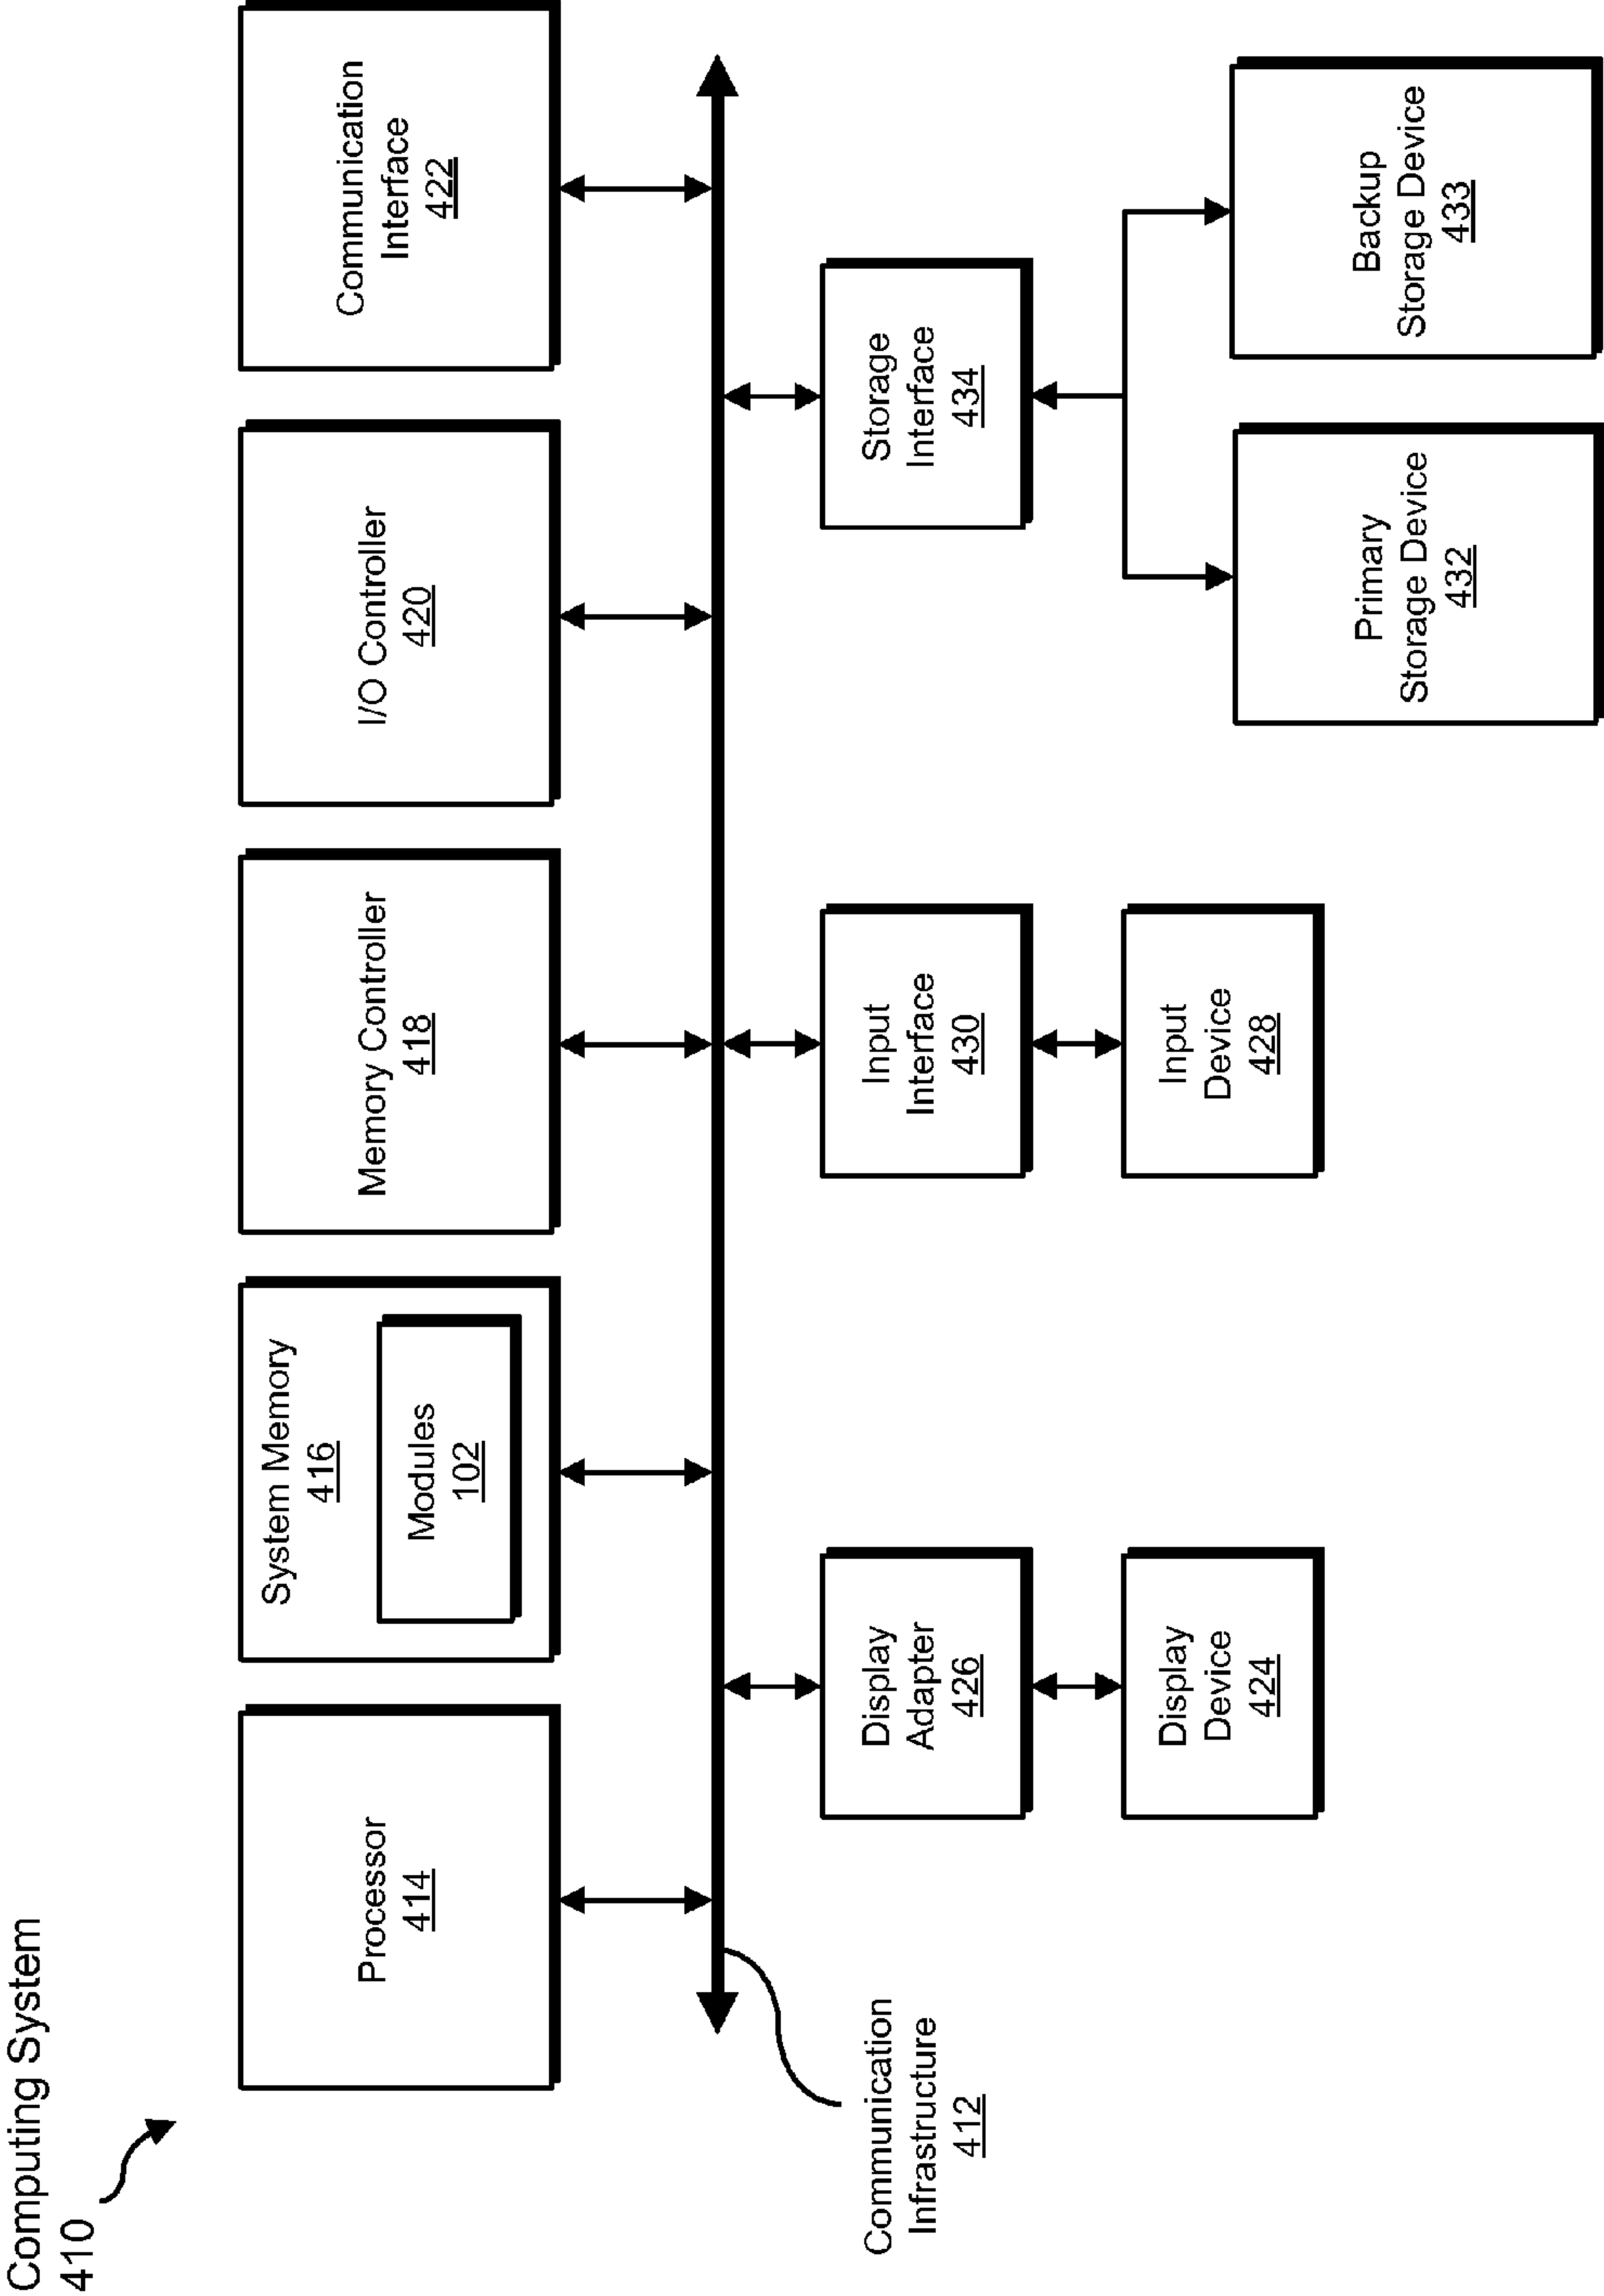 Computing System
410
Processor
414
System Memory
416
Modules
102
Memory Controller
418
I/O Controller
420
Communication
Interface
422
Communication
Infrastructure
412
Display
Adapter
426
Input
Interface
430
Storage
Interface
434
Display
Device
424
Input
Device
428
Primary
Storage Device
432
Backup
Storage Device
433